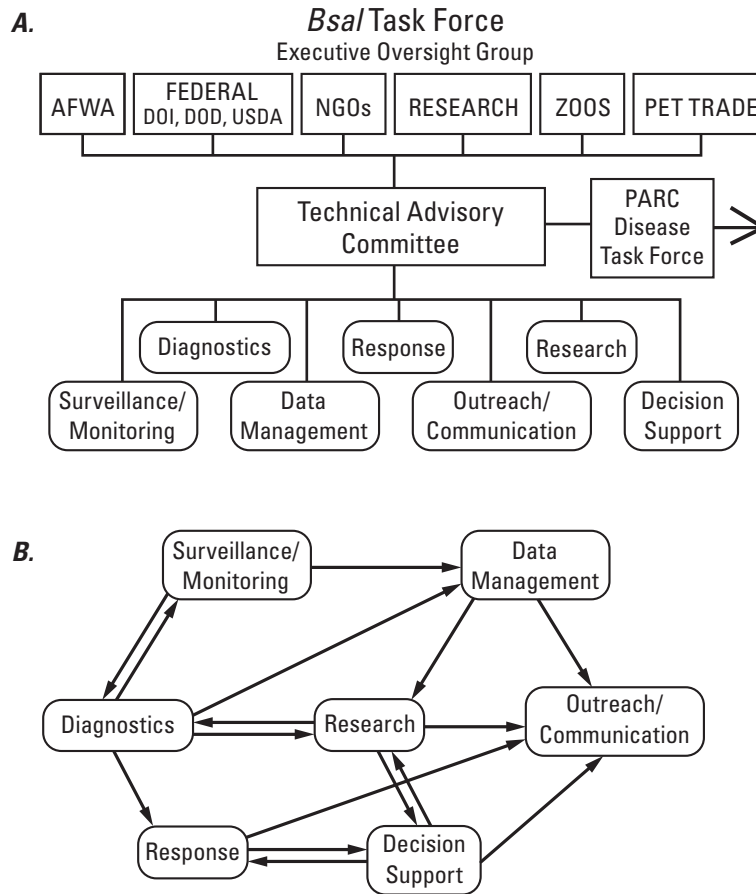 A.
Bsal Task Force
Executive Oversight Group
AFWA
FEDERAL
DOI, DOD, USDA
NGOs
RESEARCH
ZOOS
PET TRADE
Technical Advisory
Committee
PARC
Disease
Task Force
Diagnostics
Response
Research
Surveillance/
Monitoring
Data
Management
Outreach/
Communication
Decision
Support
B.
Surveillance/
Monitoring
Data
Management
Diagnostics
Research
Outreach/
Communication
Response
Decision
Support